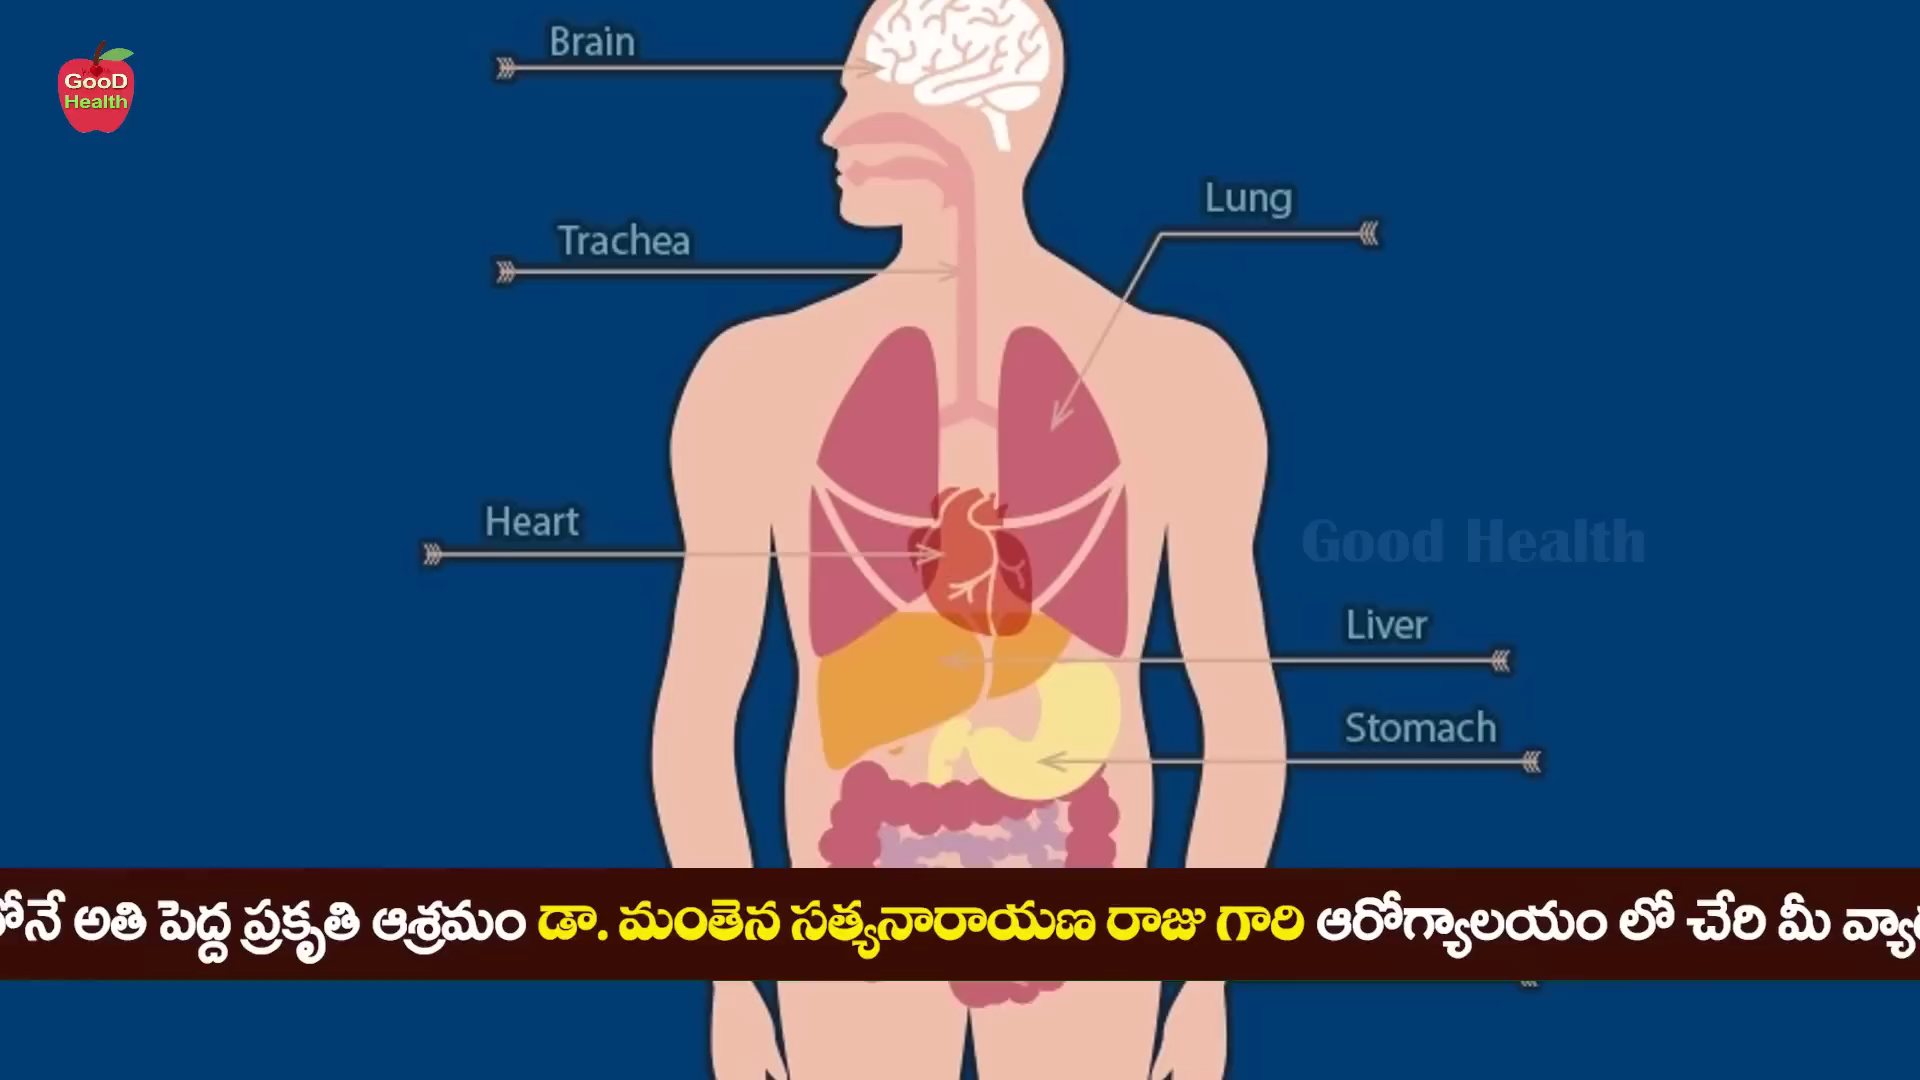 Brain
GooD
Health
Lung
Trachea
Heart
Good Health
Liver
Stomach
అతి పెద్ద ప్రకృతి ఆశ్రమం డా. మంతెన సత్యనారాయణ రాజు గారి ఆరోగ్యాలయం లో చేరి మీ